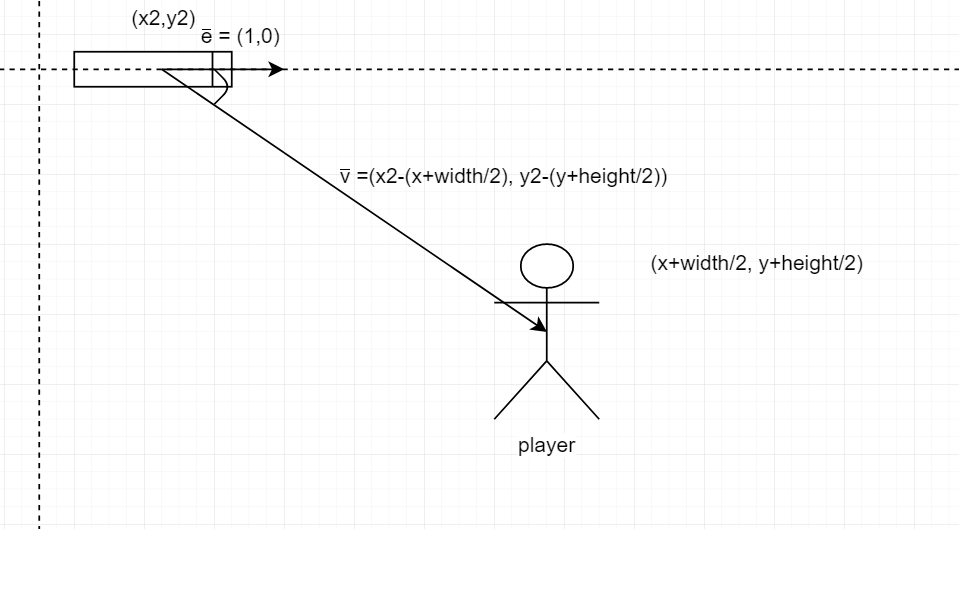 (x2,y2)
e̅ = (1,0)
v̅ =(x2-(x+width/2), y2-(y+height/2))
(x+width/2, y+height/2)
player